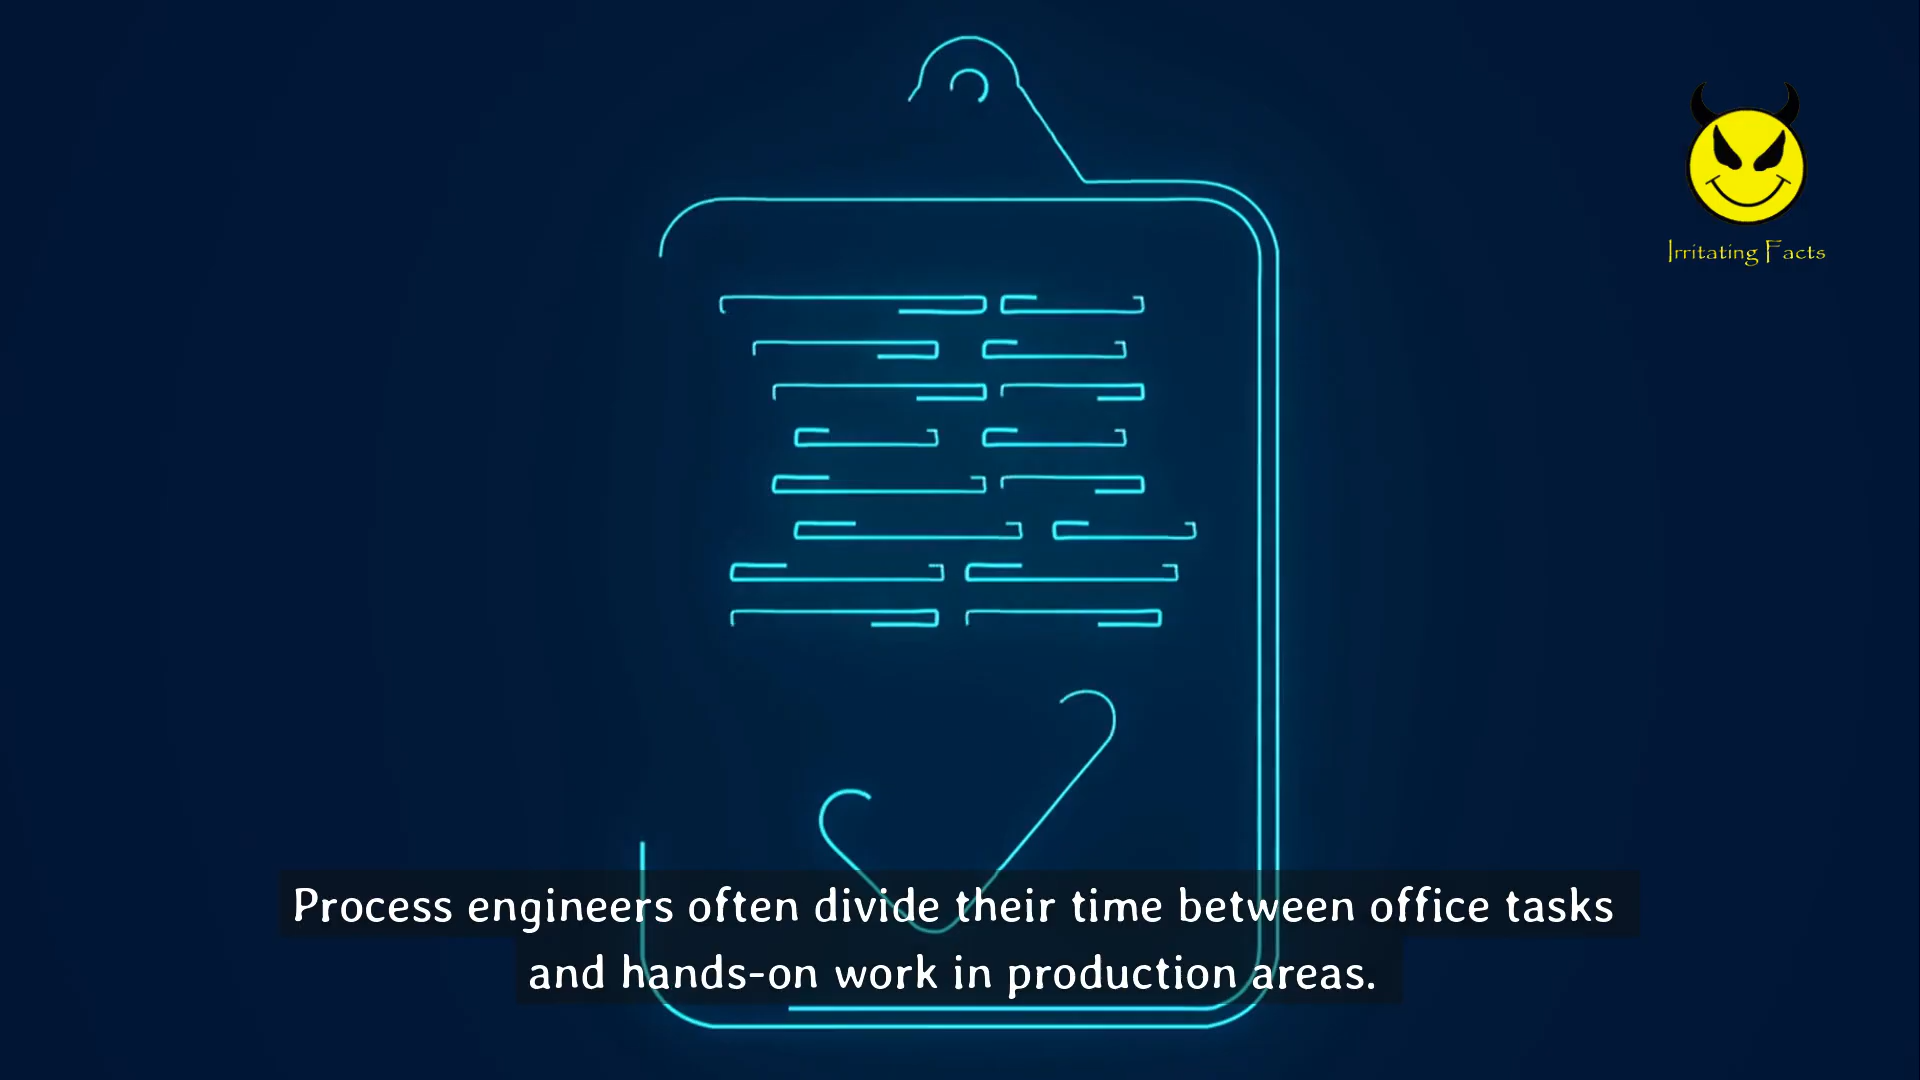 Irritating Facts
Process engineers often divide their time between office tasks
and hands-on work in production areas.